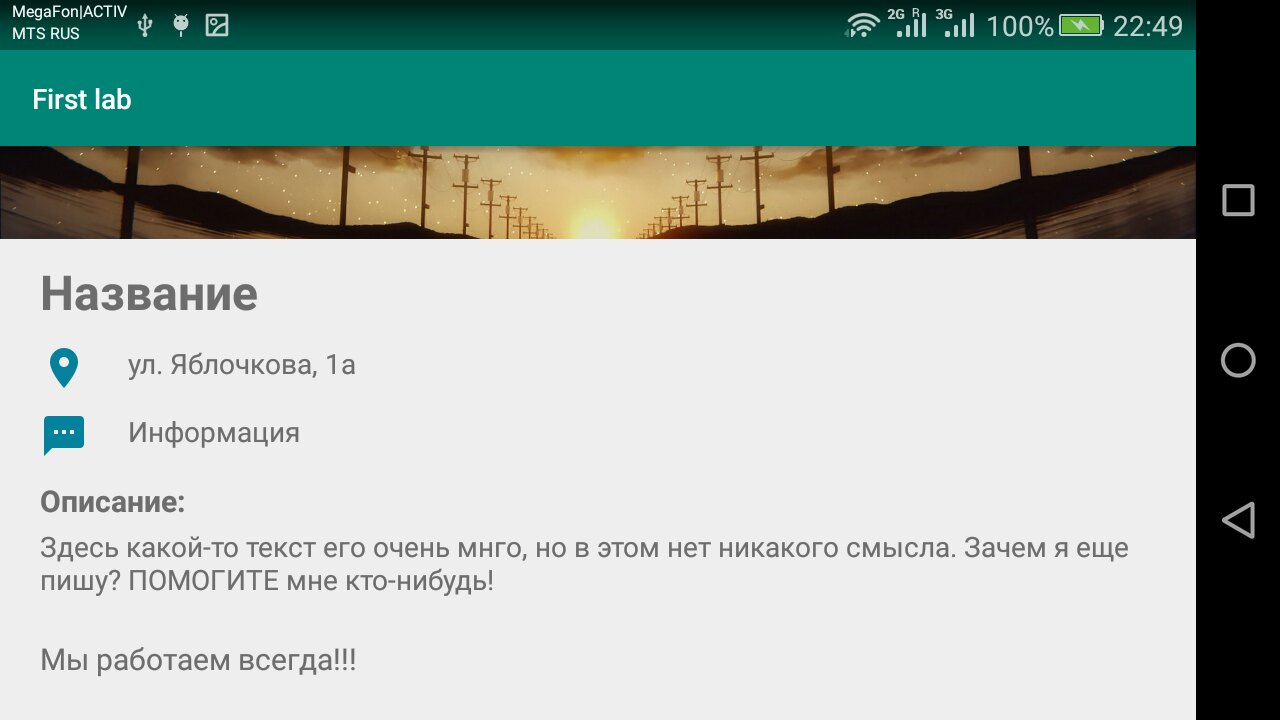 MegaFon|ACTIV
MTS RUS
2G R 3G 100% 22:49
First lab
Название
ул. Яблочкова, 1а
Информация
Описание:
Здесь какой-то текст его очень мнго, но в этом нет никакого смысла. Зачем я еще
пишу? ПОМОГИТЕ мне кто-нибудь!
Мы работаем всегда!!!